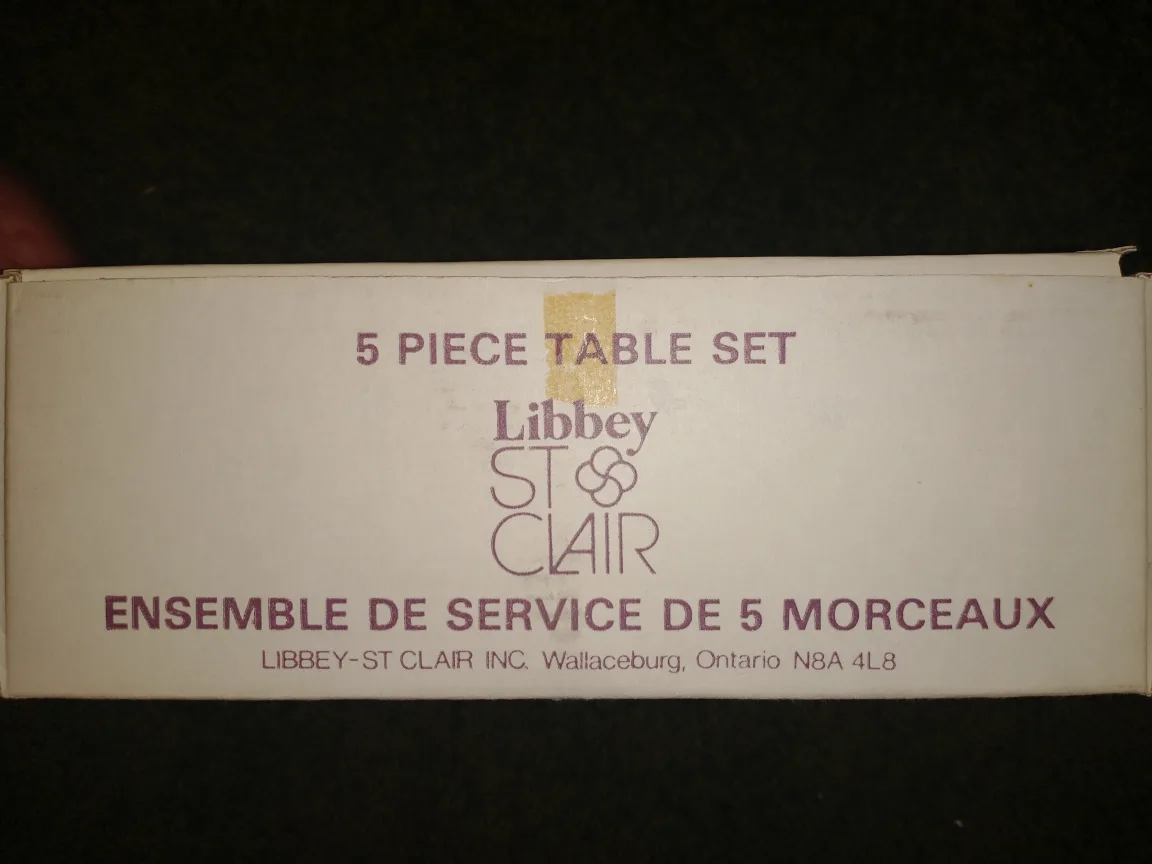 5 PIECE TABLE SET
Libbey
ST
CLAIR
ENSEMBLE DE SERVICE DE 5 MORCEAUX
LIBBEY-ST CLAIR INC. Wallaceburg, Ontario N8A 4L8